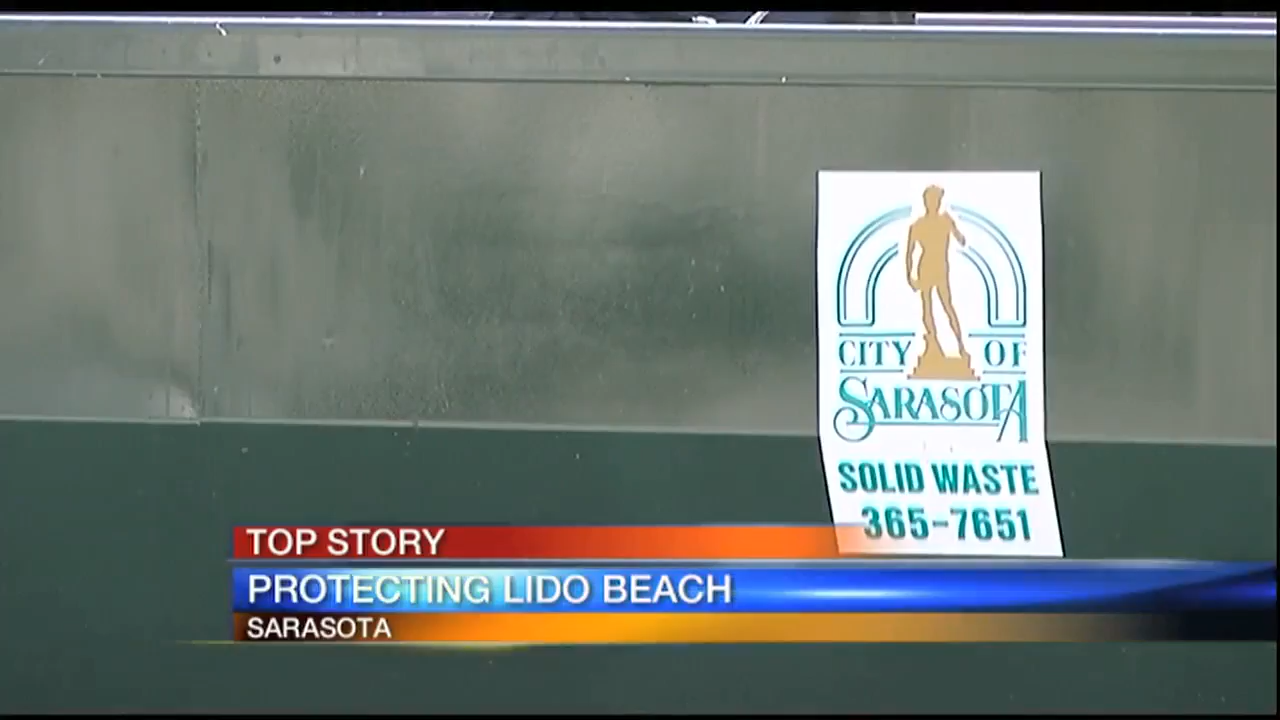 CITY OF
SARASOTA
SOLID WASTE
365-7651
TOP STORY
PROTECTING LIDO BEACH
SARASOTA